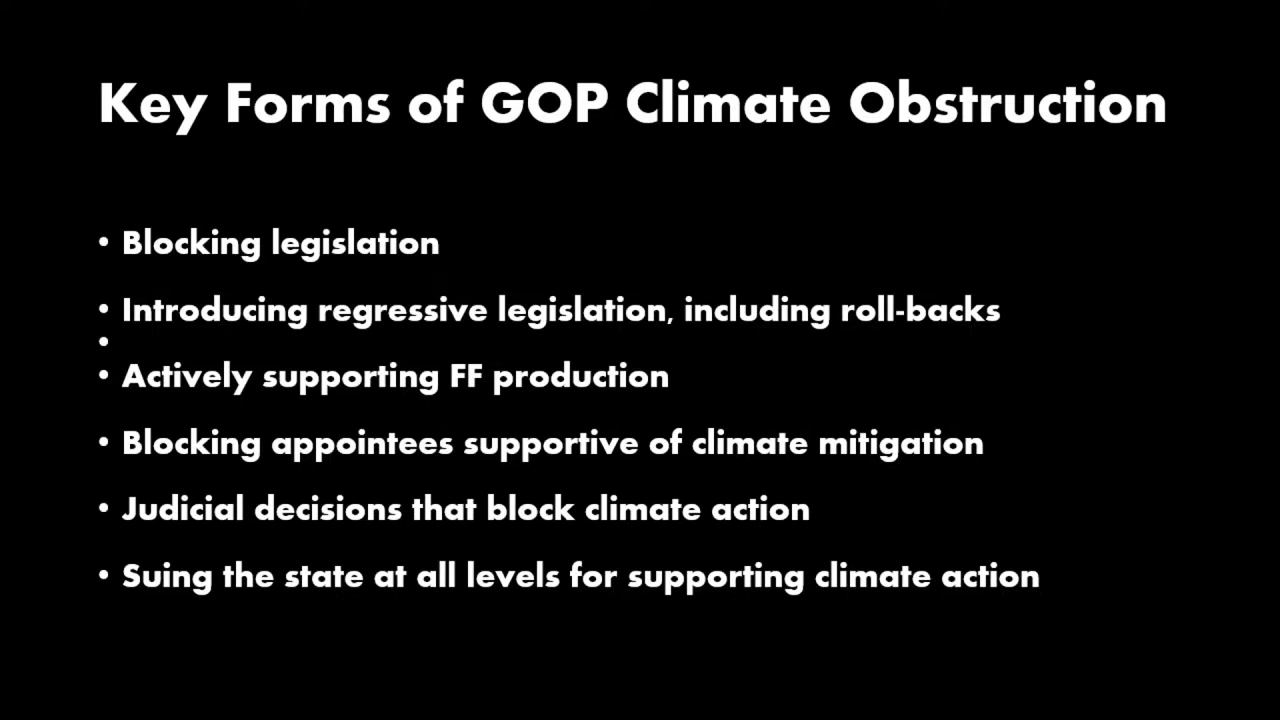 Key Forms of GOP Climate Obstruction
• Blocking legislation
• Introducing regressive legislation, including roll-backs
•
• Actively supporting FF production
• Blocking appointees supportive of climate mitigation
• Judicial decisions that block climate action
• Suing the state at all levels for supporting climate action